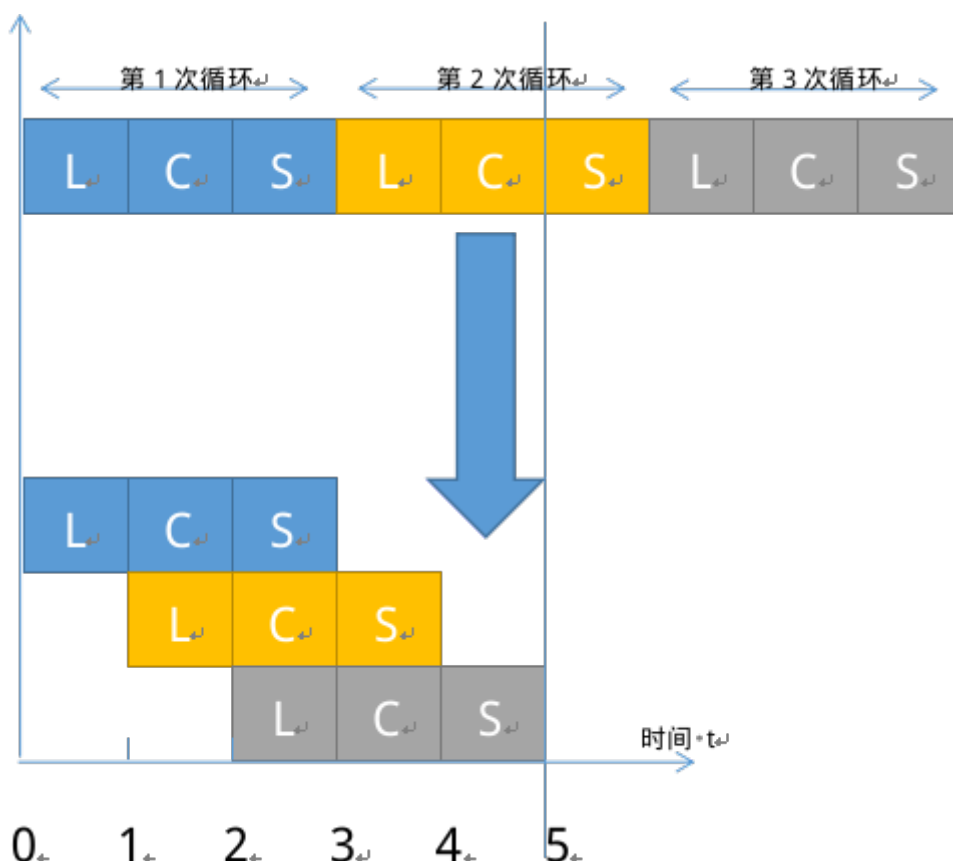 第 1 次循环↵ 第 2 次循环↵ 第 3 次循环↵
L↵ C↵ S↵ L↵ C↵ S↵ L↵ C↵ S↵
L↵ C↵ S↵
L↵ C↵ S↵
L↵ C↵ S↵
时间·t↵
0← 1← 2← 3↵ 4← 5←